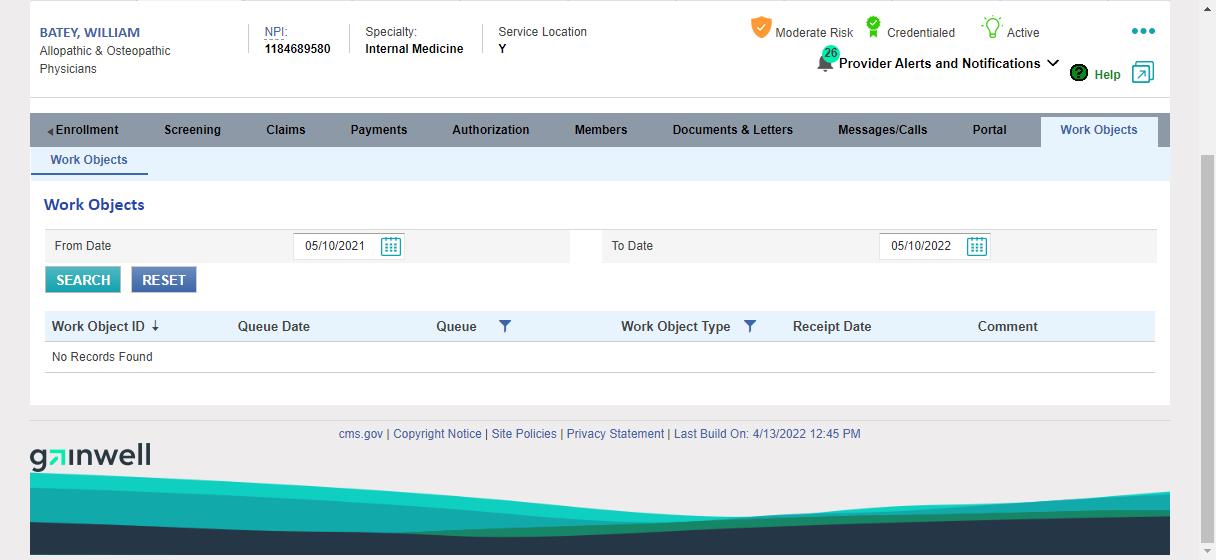 BATEY, WILLIAM
Allopathic & Osteopathic
Physicians
NPI:
1184689580
Specialty:
Internal Medicine
Service Location
Y
Moderate Risk
Credentialed
Active
26
Provider Alerts and Notifications
? Help
Enrollment Screening Claims Payments Authorization Members Documents & Letters Messages/Calls Portal Work Objects
Work Objects
Work Objects
From Date 05/10/2021 To Date 05/10/2022
SEARCH RESET
Work Object ID Queue Date Queue Work Object Type Receipt Date Comment
No Records Found
cms.gov | Copyright Notice | Site Policies | Privacy Statement | Last Build On: 4/13/2022 12:45 PM
gainwell